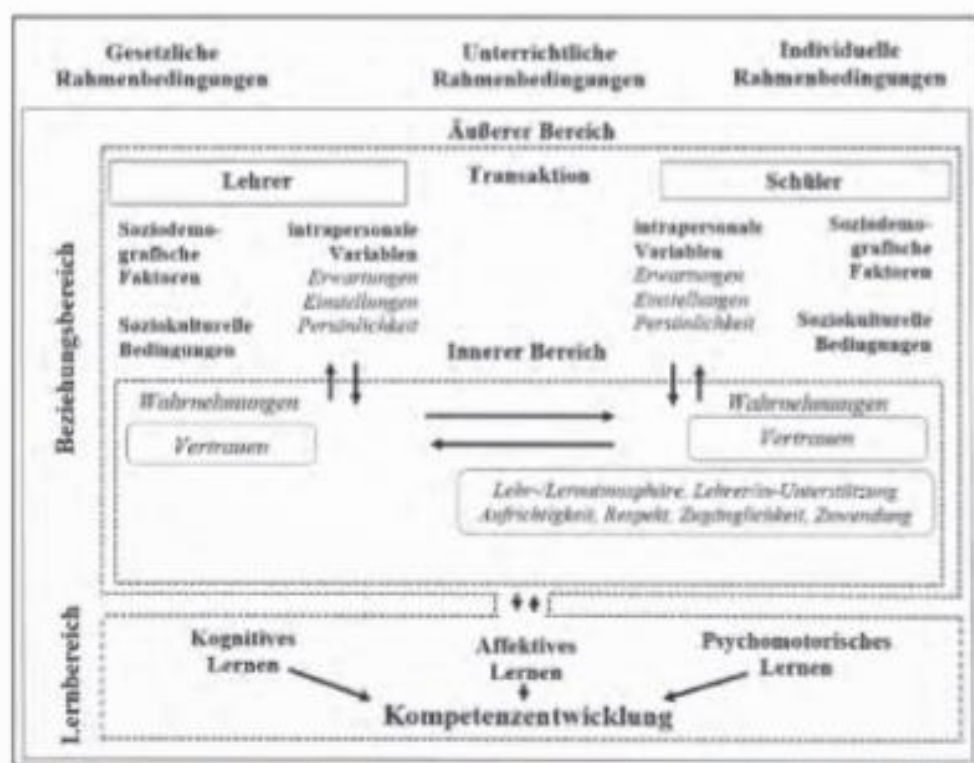 Gesetzliche
Rahmenbedingungen
Unterrichtliche
Rahmenbedingungen
Individuelle
Rahmenbedingungen
Äußerer Bereich
Beziehungsbereich
Lehrer
Transaktion
Schüler
Soziodemo-
grafische
Faktoren
Soziokulturelle
Bedingungen
intrapersonale
Variablen
Erwartungen
Einstellungen
Persönlichkeit
intrapersonale
Variablen
Erwartungen
Einstellungen
Persönlichkeit
Soziodemo-
grafische
Faktoren
Soziokulturelle
Bedingungen
Innerer Bereich
Wahrnehmungen
Vertrauen
Wahrnehmungen
Vertrauen
Lehr-/Lernatmosphäre, Lehrer/in-Unterstützung
Aufrichtigkeit, Respekt, Zugänglichkeit, Zuwendung
Lernbereich
Kognitives
Lernen
Affektives
Lernen
Psychomotorisches
Lernen
Kompetenzentwicklung